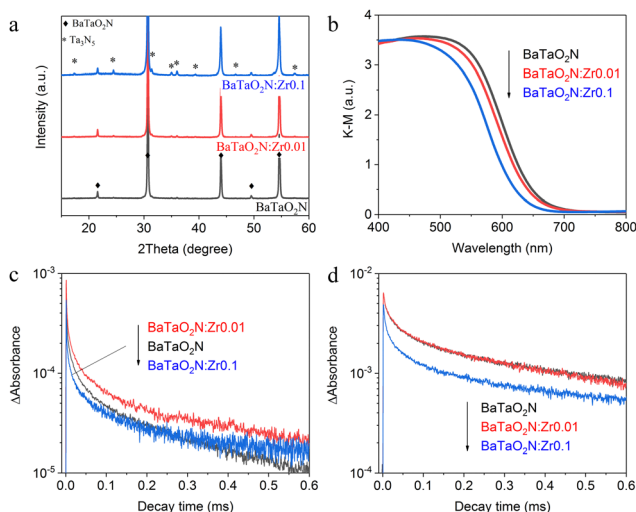 a
♦ BaTaO₂N
* Ta₃N₅
BaTaO₂N:Zr0.1
BaTaO₂N:Zr0.01
BaTaO₂N
Intensity (a.u.)
20 30 40 50 60
2Theta (degree)
b
BaTaO₂N
BaTaO₂N:Zr0.01
BaTaO₂N:Zr0.1
K-M (a.u.)
4
3
2
1
0
400 500 600 700 800
Wavelength (nm)
c
BaTaO₂N:Zr0.01
BaTaO₂N
BaTaO₂N:Zr0.1
ΔAbsorbance
10⁻³
10⁻⁴
10⁻⁵
0.0 0.1 0.2 0.3 0.4 0.5 0.6
Decay time (ms)
d
BaTaO₂N
BaTaO₂N:Zr0.01
BaTaO₂N:Zr0.1
ΔAbsorbance
10⁻²
10⁻³
10⁻⁴
0.0 0.1 0.2 0.3 0.4 0.5 0.6
Decay time (ms)